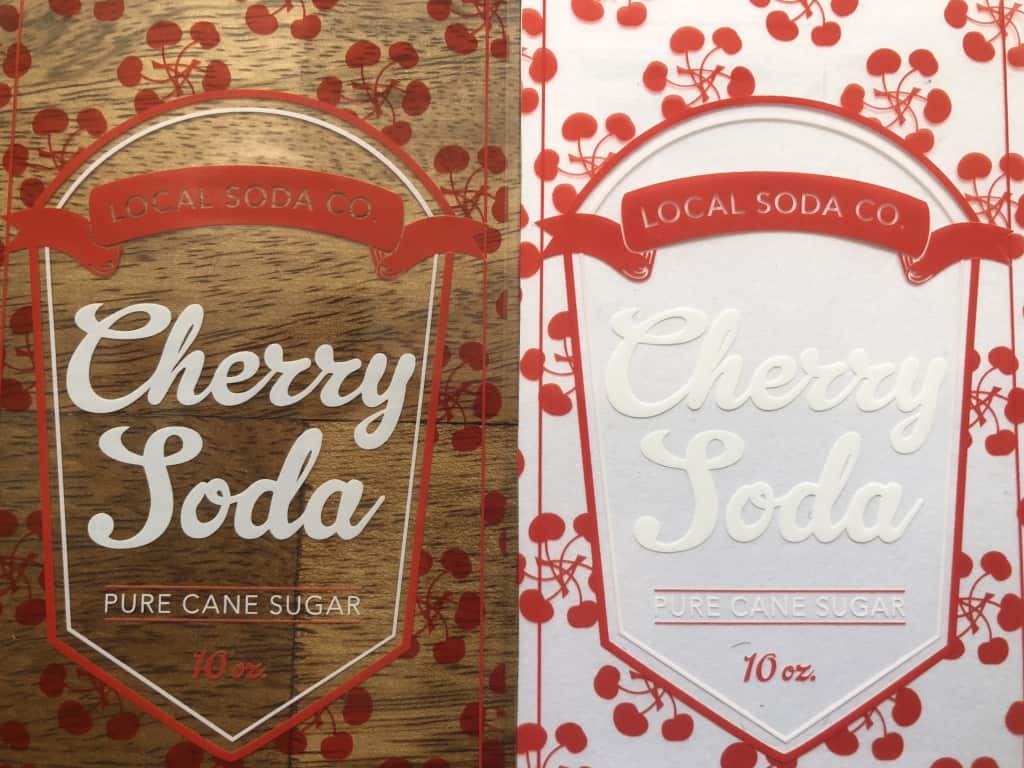 LOCAL SODA CO.
Cherry
Soda
PURE CANE SUGAR
10 oz.
LOCAL SODA CO.
Cherry
Soda
PURE CANE SUGAR
10 oz.